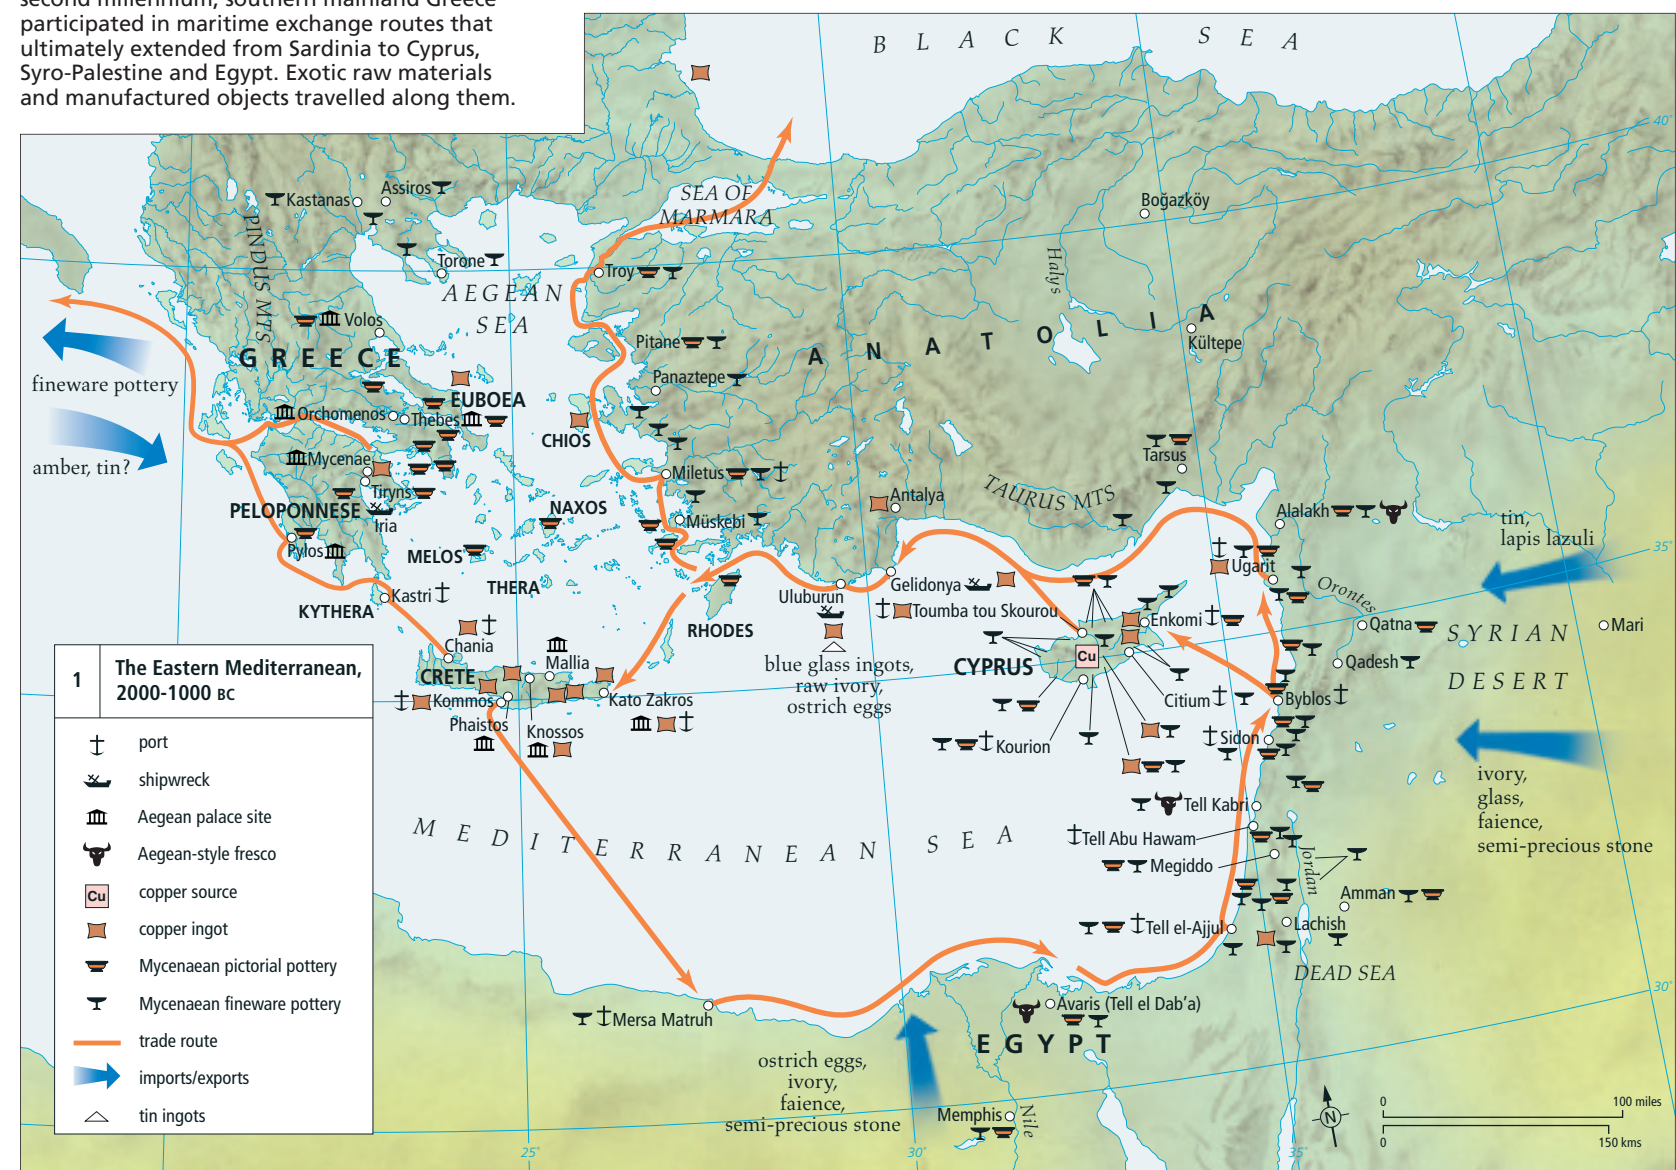 second millennium, southern mainland Greece
participated in maritime exchange routes that
ultimately extended from Sardinia to Cyprus,
Syro-Palestine and Egypt. Exotic raw materials
and manufactured objects travelled along them.
BLACK SEA
40°
SEA OF
MARMARA
Assiros
Kastanas
Boğazköy
PINDUS MTS
Torone
Troy
Halys
AEGEAN
SEA
Volos
ANATOLIA
Pitane
Kültepe
GREECE
fineware pottery
Panaztepe
EUBOEA
Orchomenos
Thebes
CHIOS
amber, tin?
Mycenae
Tarsus
Miletus
TAURUS MTS
Tiryns
Antalya
PELOPONNESE
NAXOS
Iria
Müskebi
Alalakh
tin,
lapis lazuli
35°
Pylos
MELOS
Ugarit
Kastri
THERA
Gelidonya
Orontes
KYTHERA
Uluburun
Toumba tou Skourou
Enkomi
Qatna
SYRIAN
DESERT
Mari
RHODES
Chania
Mallia
blue glass ingots,
raw ivory,
ostrich eggs
CYPRUS
Cu
Qadesh
CRETE
Kommos
Kato Zakros
Citium
Byblos
Phaistos
Knossos
Kourion
Sidon
ivory,
glass,
faience,
semi-precious stone
Tell Kabri
MEDITERRANEAN SEA
Tell Abu Hawam
Megiddo
Jordan
Amman
Tell el-Ajjul
Lachish
DEAD SEA
30°
Mersa Matruh
Avaris (Tell el Dab'a)
EGYPT
ostrich eggs,
ivory,
faience,
semi-precious stone
Memphis
Nile
25°
30°
35°
N
0
100 miles
0
150 kms
1
The Eastern Mediterranean,
2000-1000 BC
port
shipwreck
Aegean palace site
Aegean-style fresco
Cu
copper source
copper ingot
Mycenaean pictorial pottery
Mycenaean fineware pottery
trade route
imports/exports
tin ingots